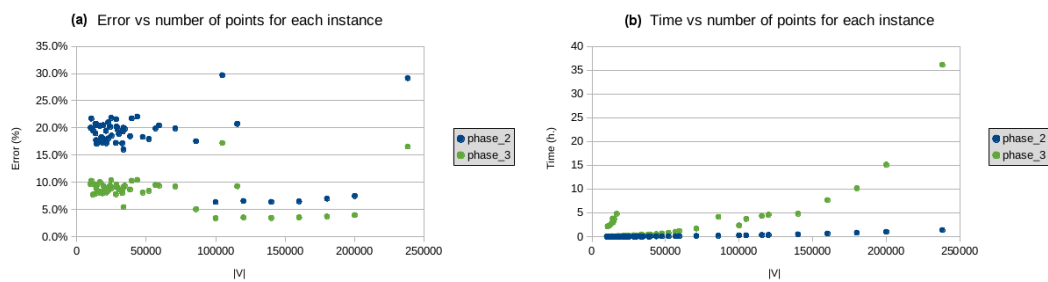 (a) Error vs number of points for each instance
35.0%
30.0%
25.0%
20.0%
15.0%
10.0%
5.0%
0.0%
Error (%)
0 50000 100000 150000 200000 250000
|V|
phase_2
phase_3
(b) Time vs number of points for each instance
40
35
30
25
20
15
10
5
0
Time (h.)
0 50000 100000 150000 200000 250000
|V|
phase_2
phase_3